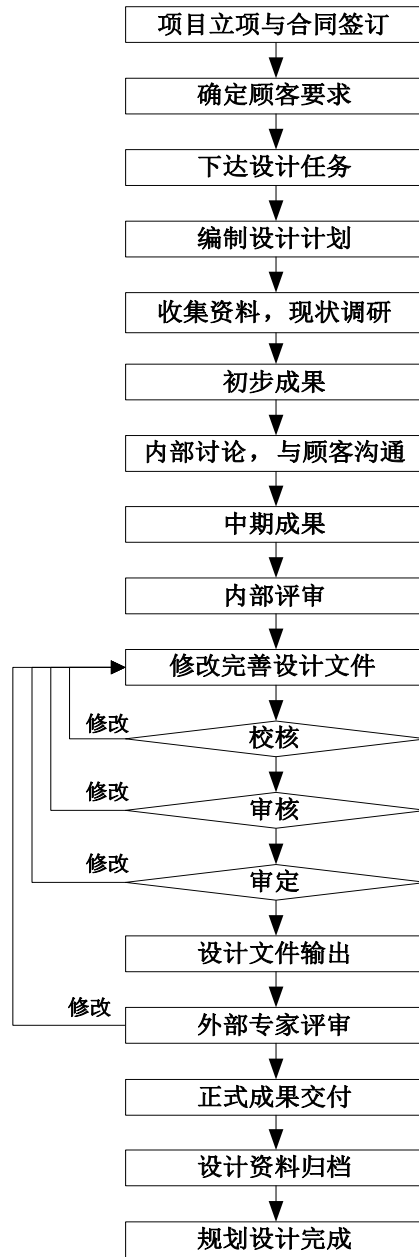 项目立项与合同签订
确定顾客要求
下达设计任务
编制设计计划
收集资料，现状调研
初步成果
内部讨论，与顾客沟通
中期成果
内部评审
修改完善设计文件
修改
校核
修改
审核
修改
审定
设计文件输出
修改
外部专家评审
正式成果交付
设计资料归档
规划设计完成